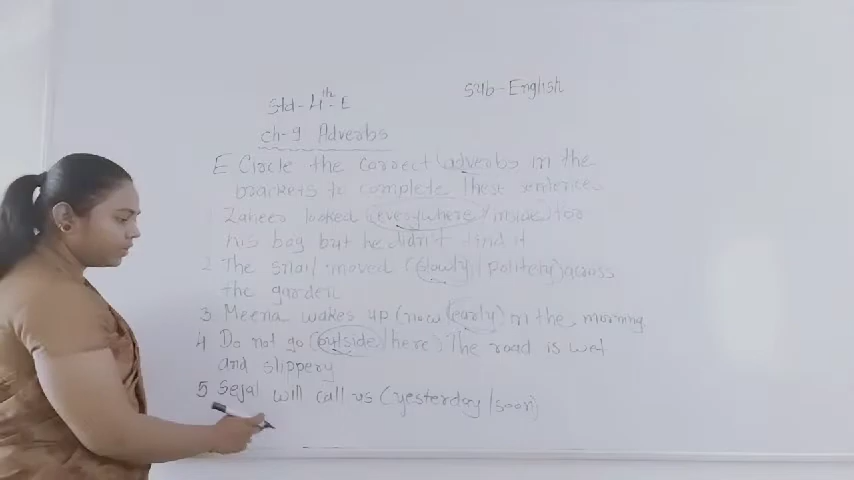 Std-4th-E
Sub-English
Ch-9 Adverbs
E Circle the correct adverbs in the
brackets to complete these sentence
Zaheer looked (everywhere/inside) for
his bag but he didn't find it
2 The snail moved (slowly/politely) across
the garden
3 Meena wakes up (now/early) in the morning
4 Do not go (outside/here). The road is wet
and slippery
5 Sejal will call us (yesterday/soon)